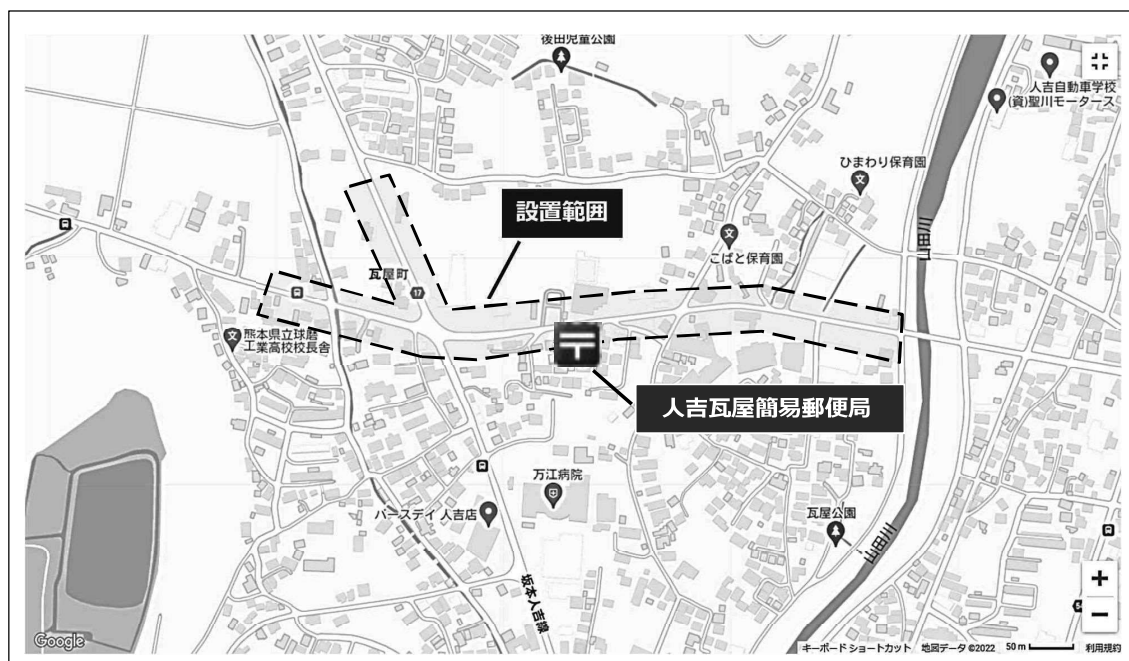 後田児童公園
人吉自動車学校
(資)聖川モータース
ひまわり保育園
設置範囲
こばと保育園
山田川
瓦屋町
17
熊本県立球磨
工業高校校長舎
人吉瓦屋簡易郵便局
万江病院
バースデイ 人吉店
瓦屋公園
山田川
坂本人吉線
Google
キーボード ショートカット 地図データ ©2022 50 m 利用規約